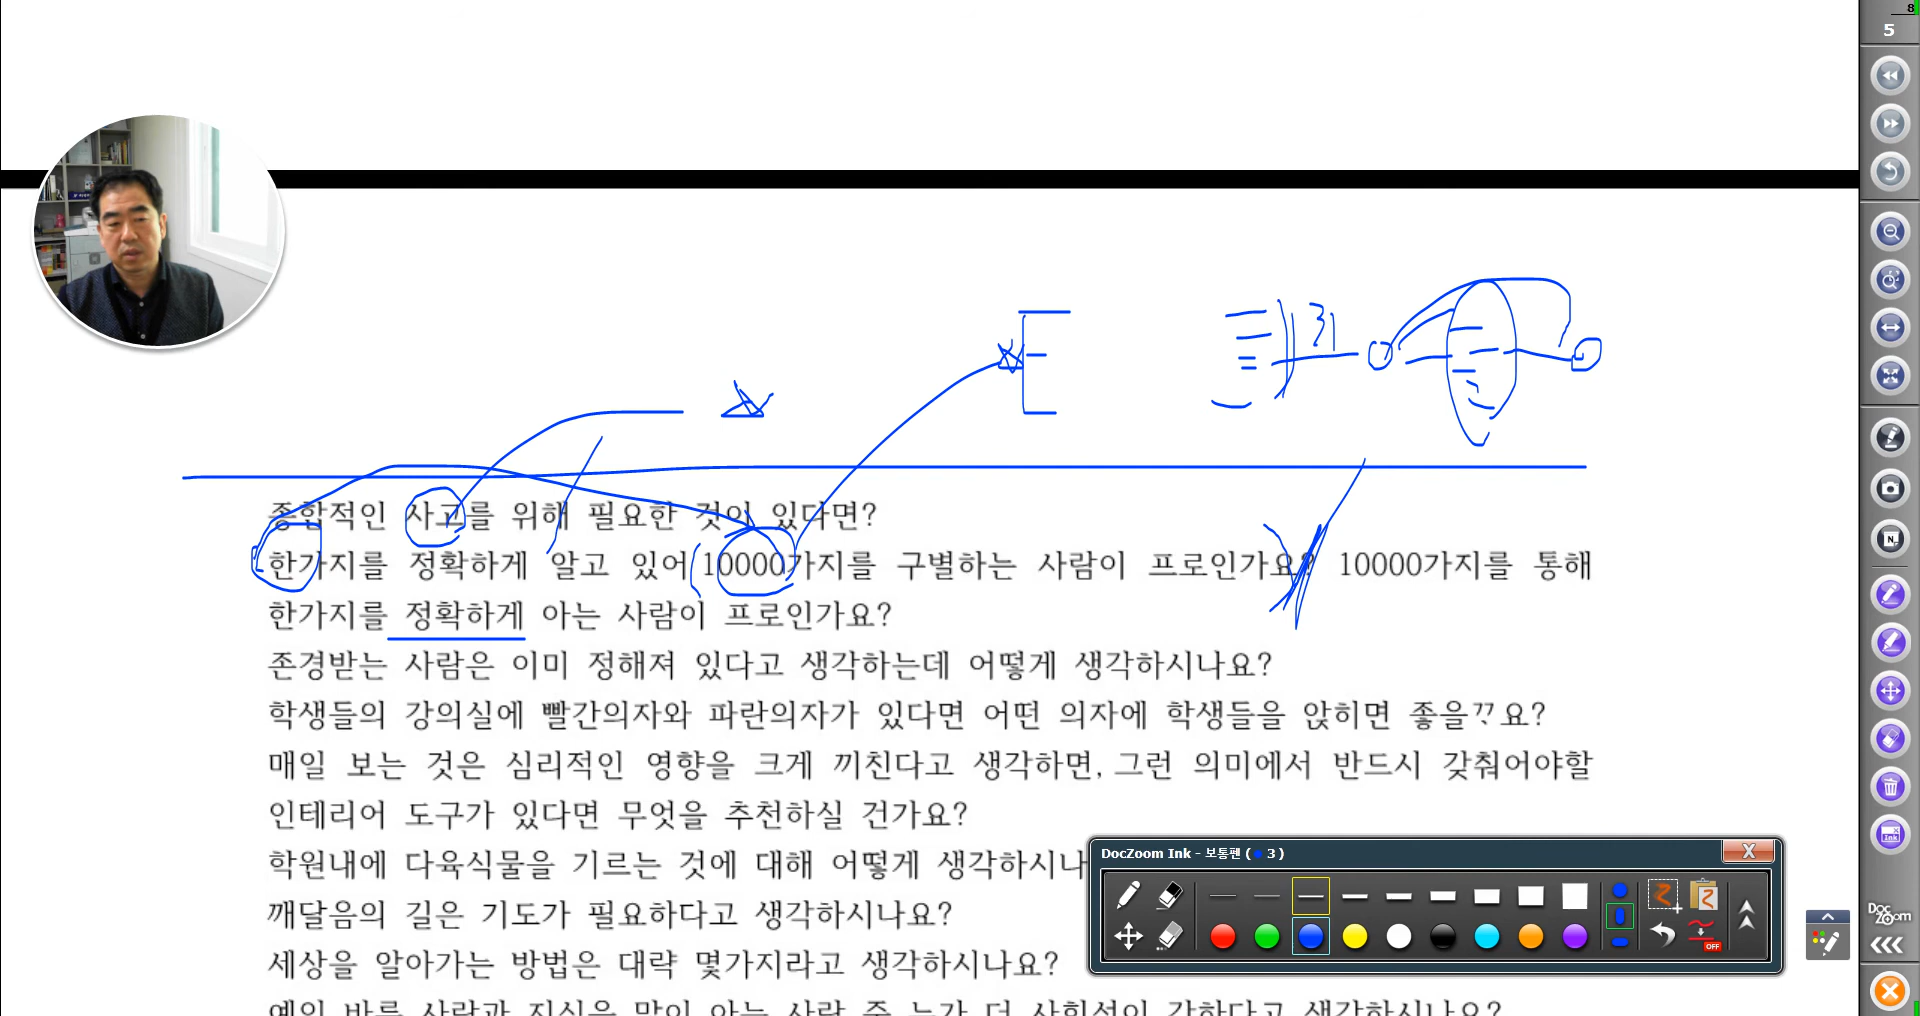 8
5
종합적인 사고를 위해 필요한 것이 있다면?
한가지를 정확하게 알고 있어 10000가지를 구별하는 사람이 프로인가요? 10000가지를 통해
한가지를 정확하게 아는 사람이 프로인가요?
존경받는 사람은 이미 정해져 있다고 생각하는데 어떻게 생각하시나요?
학생들의 강의실에 빨간의자와 파란의자가 있다면 어떤 의자에 학생들을 앉히면 좋을 요?
매일 보는 것은 심리적인 영향을 크게 끼친다고 생각하면, 그런 의미에서 반드시 갖춰어야할
인테리어 도구가 있다면 무엇을 추천하실 건가요?
학원내에 다육식물을 기르는 것에 대해 어떻게 생각하시나
깨달음의 길은 기도가 필요하다고 생각하시나요?
세상을 알아가는 방법은 대략 몇가지라고 생각하시나요?
DocZoom Ink - 보통펜 ( 3 )
OFF
Ink
Doc
Zoom